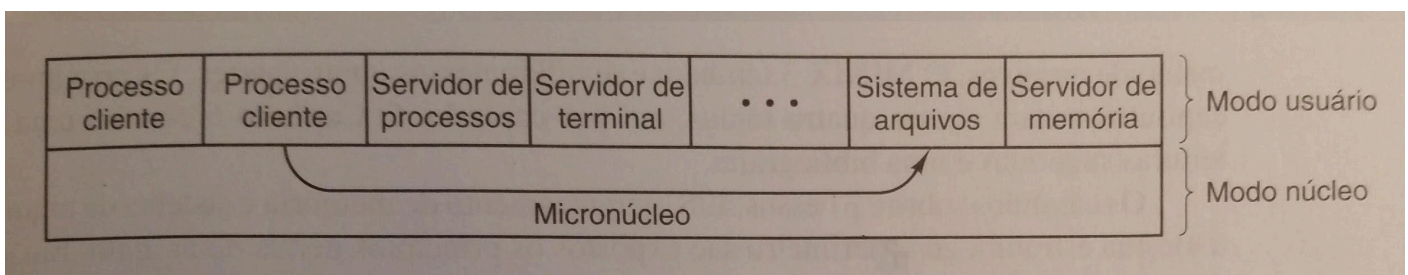 Processo
cliente
Processo
cliente
Servidor de
processos
Servidor de
terminal
• • •
Sistema de
arquivos
Servidor de
memória
Modo usuário
Micronúcleo
Modo núcleo